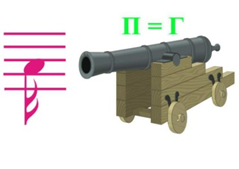 П = Г